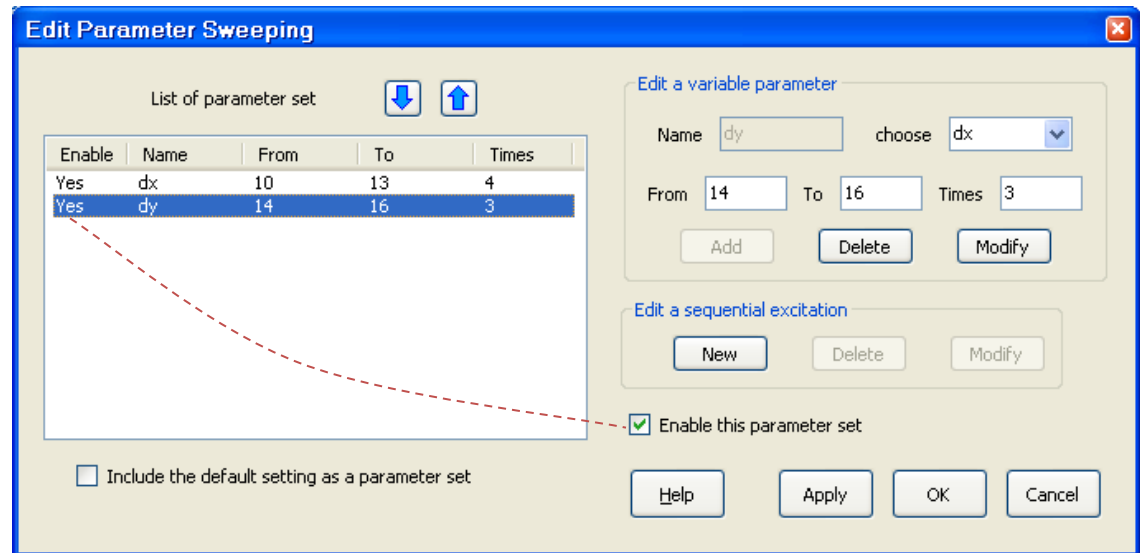 Edit Parameter Sweeping
List of parameter set
Enable Name From To Times
Yes dx 10 13 4
Yes dy 14 16 3
Include the default setting as a parameter set
Edit a variable parameter
Name dy choose dx
From 14 To 16 Times 3
Add Delete Modify
Edit a sequential excitation
New Delete Modify
Enable this parameter set
Help Apply OK Cancel